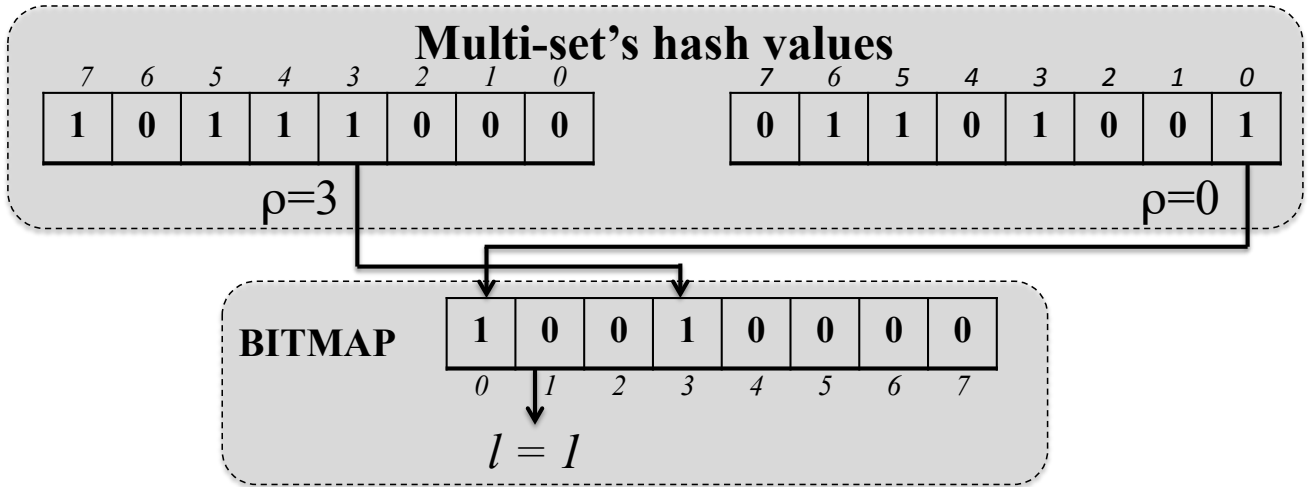 Multi-set's hash values
7 6 5 4 3 2 1 0 7 6 5 4 3 2 1 0
1 0 1 1 1 0 0 0 0 1 1 0 1 0 0 1
ρ=3 ρ=0
BITMAP 1 0 0 1 0 0 0 0
0 1 2 3 4 5 6 7
l = 1